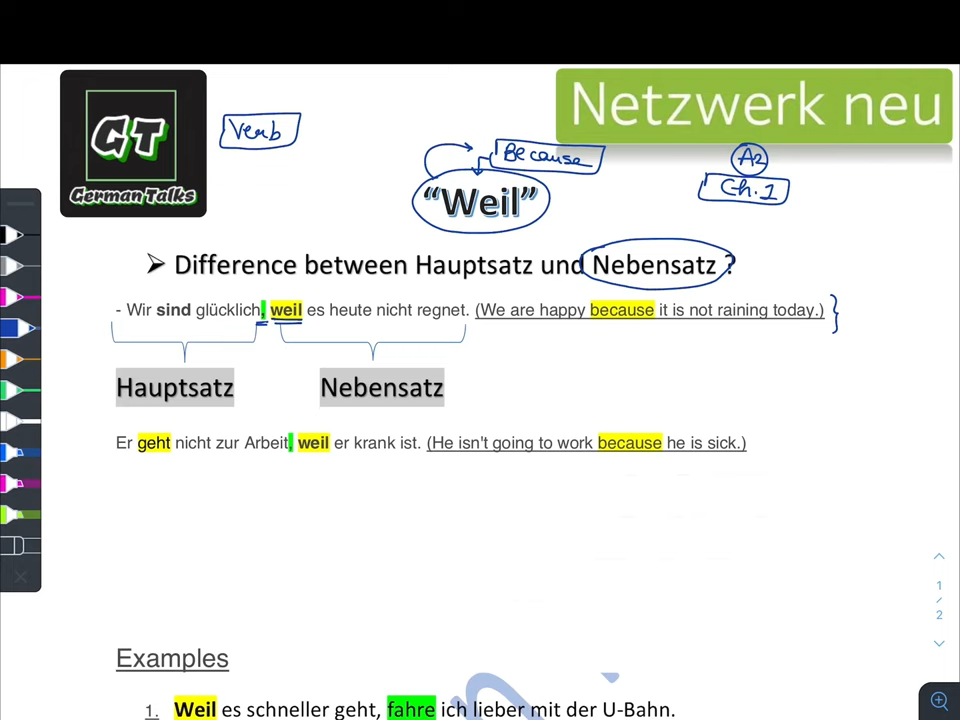 GT
GermanTalks
Verb
Netzwerk neu
Because
A2
Ch.1
“Weil”
➢ Difference between Hauptsatz und Nebensatz ?
- Wir sind glücklich, weil es heute nicht regnet. (We are happy because it is not raining today.)
Hauptsatz Nebensatz
Er geht nicht zur Arbeit, weil er krank ist. (He isn't going to work because he is sick.)
Examples
1. Weil es schneller geht, fahre ich lieber mit der U-Bahn.
1
/
2